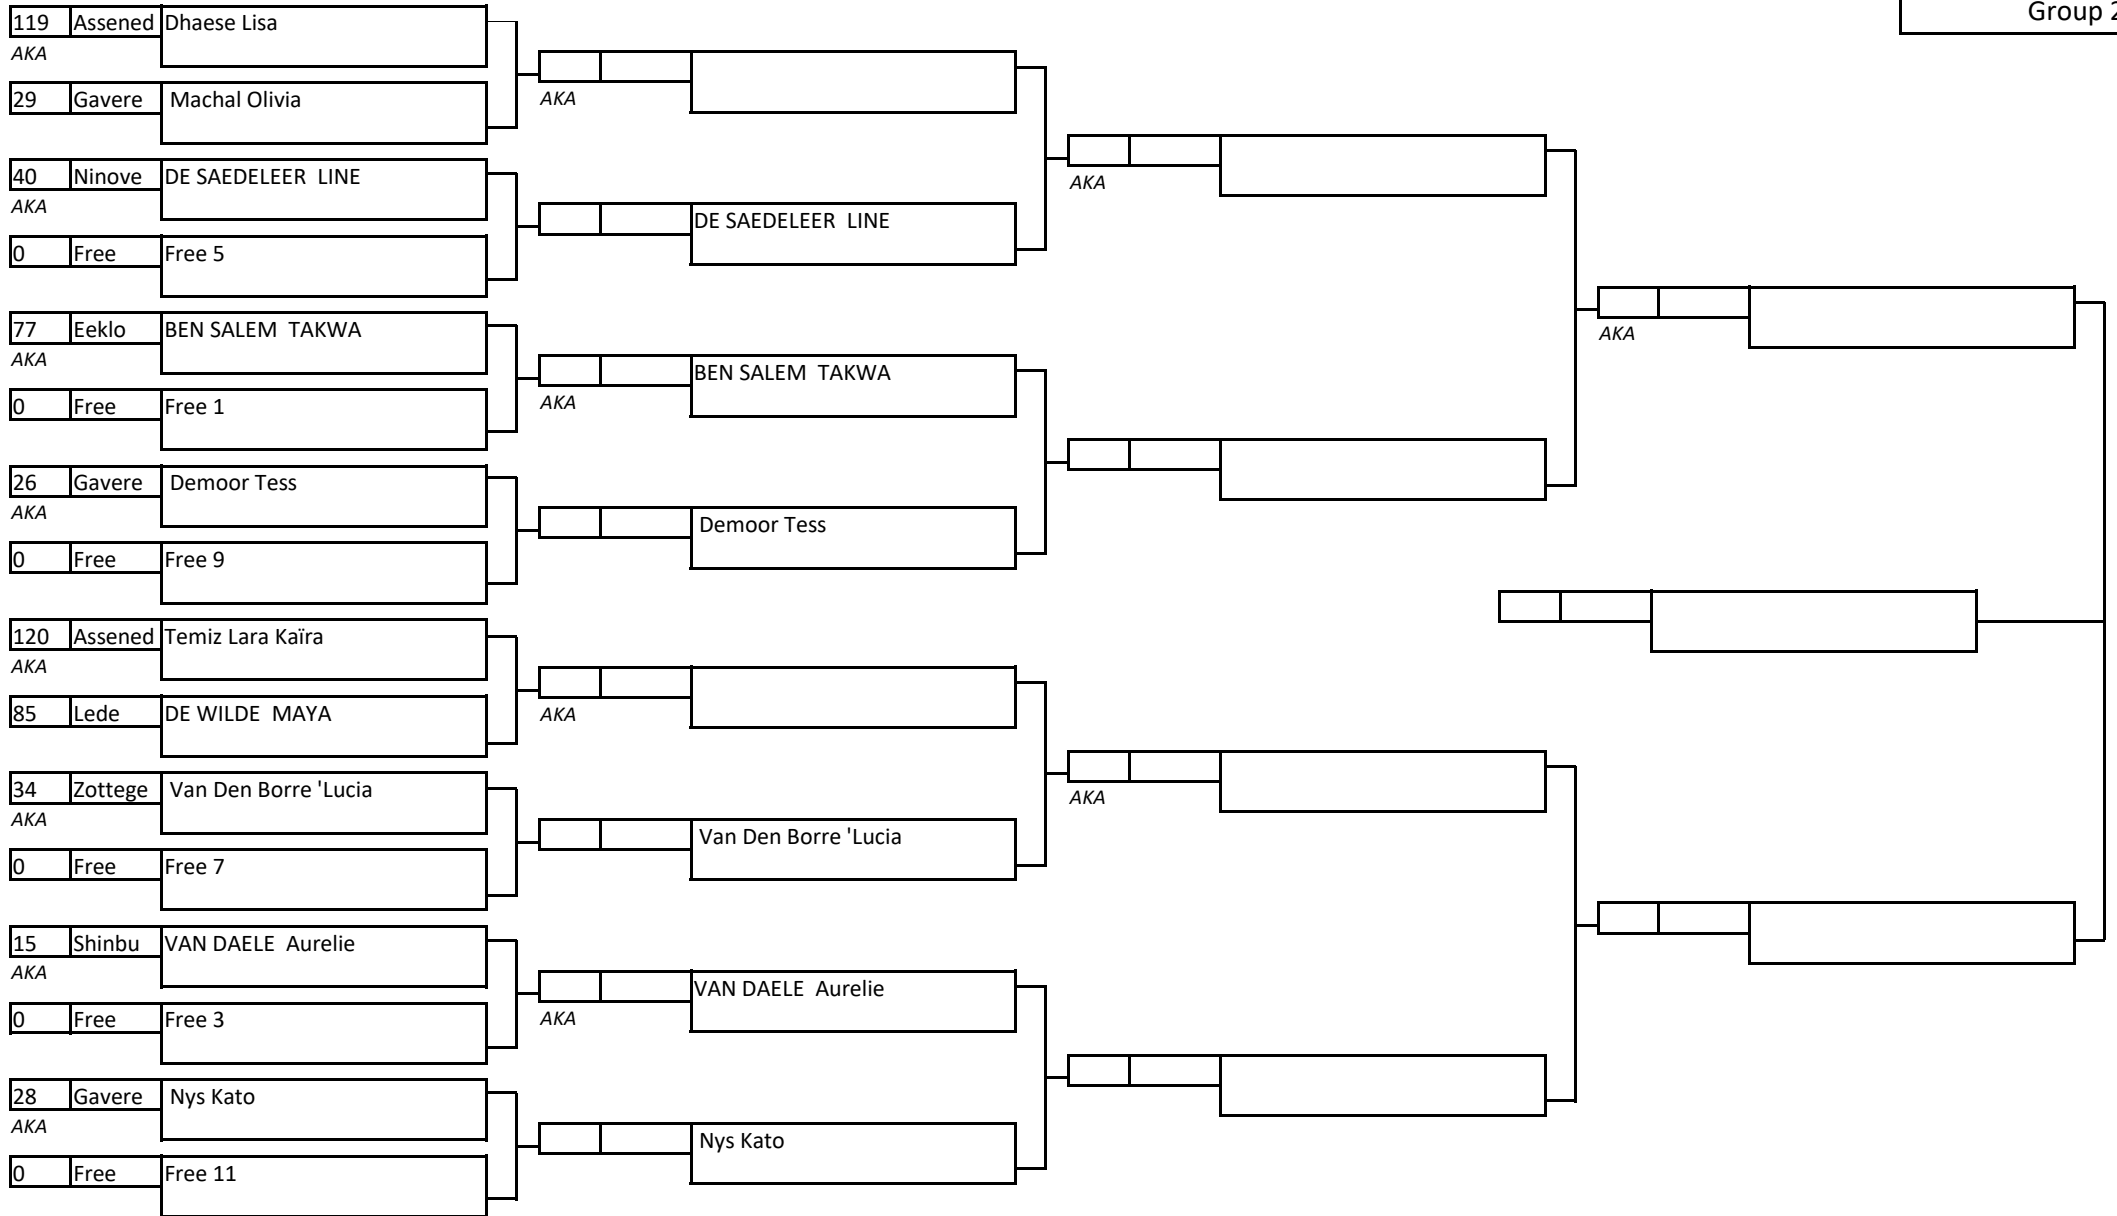 Group 2
119 Assened Dhaese Lisa
AKA
29 Gavere Machal Olivia
AKA
40 Ninove DE SAEDELEER LINE
AKA
AKA
DE SAEDELEER LINE
0 Free Free 5
77 Eeklo BEN SALEM TAKWA
AKA
AKA
BEN SALEM TAKWA
0 Free Free 1
AKA
26 Gavere Demoor Tess
AKA
Demoor Tess
0 Free Free 9
120 Assened Temiz Lara Kaïra
AKA
85 Lede DE WILDE MAYA
AKA
34 Zottege Van Den Borre 'Lucia
AKA
AKA
Van Den Borre 'Lucia
0 Free Free 7
15 Shinbu VAN DAELE Aurelie
AKA
VAN DAELE Aurelie
0 Free Free 3
AKA
28 Gavere Nys Kato
AKA
Nys Kato
0 Free Free 11